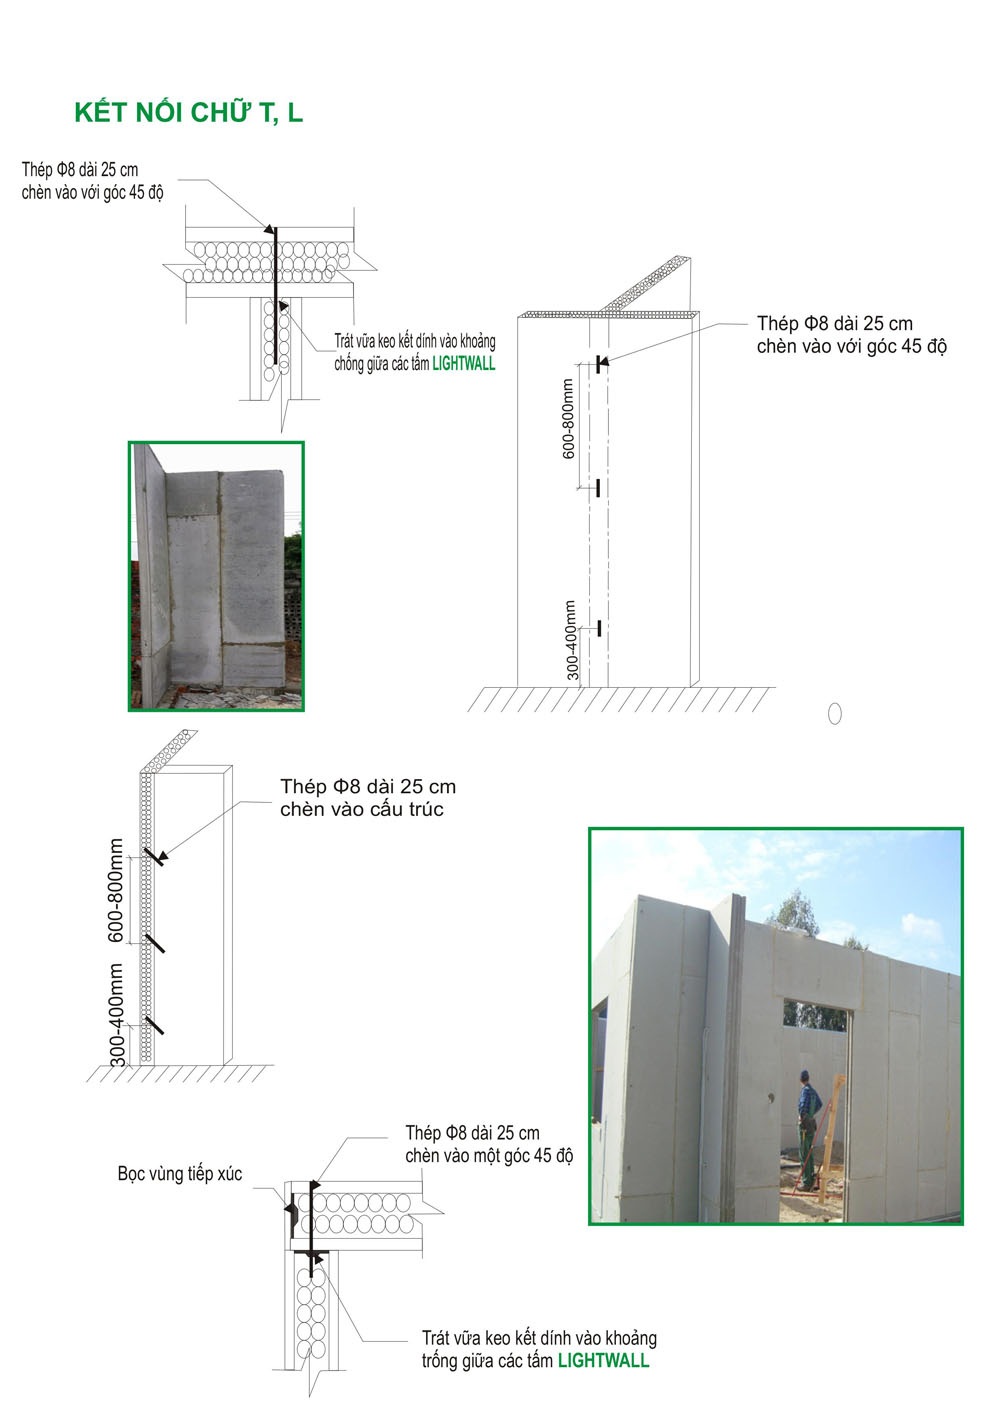 KẾT NỐI CHỮ T, L
Thép Φ8 dài 25 cm
chèn vào với góc 45 độ
Trát vữa keo kết dính vào khoảng
chống giữa các tấm LIGHTWALL
Thép Φ8 dài 25 cm
chèn vào với góc 45 độ
600-800mm
300-400mm
Thép Φ8 dài 25 cm
chèn vào cấu trúc
600-800mm
300-400mm
Thép Φ8 dài 25 cm
chèn vào một góc 45 độ
Bọc vùng tiếp xúc
Trát vữa keo kết dính vào khoảng
trống giữa các tấm LIGHTWALL